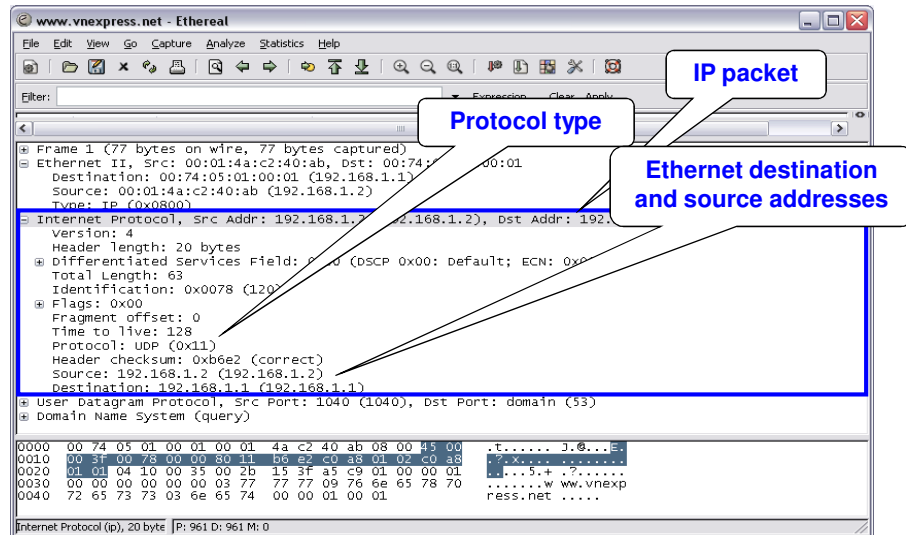 www.vnexpress.net - Ethereal
File Edit View Go Capture Analyze Statistics Help
Filter:
Expression... Clear Apply
IP packet
Protocol type
Ethernet destination
and source addresses
Frame 1 (77 bytes on wire, 77 bytes captured)
Ethernet II, Src: 00:01:4a:c2:40:ab, Dst: 00:74: 00:01
Destination: 00:74:05:01:00:01 (192.168.1.1)
Source: 00:01:4a:c2:40:ab (192.168.1.2)
Type: IP (0x0800)
Internet Protocol, Src Addr: 192.168.1.2 (192.168.1.2), Dst Addr: 192.
Version: 4
Header length: 20 bytes
Differentiated Services Field: 0x00 (DSCP 0x00: Default; ECN: 0x0
Total Length: 63
Identification: 0x0078 (120)
Flags: 0x00
Fragment offset: 0
Time to live: 128
Protocol: UDP (0x11)
Header checksum: 0xb6e2 (correct)
Source: 192.168.1.2 (192.168.1.2)
Destination: 192.168.1.1 (192.168.1.1)
User Datagram Protocol, Src Port: 1040 (1040), Dst Port: domain (53)
Domain Name System (query)
0000 00 74 05 01 00 01 00 01 4a c2 40 ab 08 00 45 00 .t...... J.@...E.
0010 00 3f 00 78 00 00 80 11 b6 e2 c0 a8 01 02 c0 a8 .?.x.... ........
0020 01 01 04 10 00 35 00 2b 15 3f a5 c9 01 00 00 01 .....5.+ .?......
0030 00 00 00 00 00 00 03 77 77 77 09 76 6e 65 78 70 .......w ww.vnexp
0040 72 65 73 73 03 6e 65 74 00 00 01 00 01 ress.net .....
Internet Protocol (ip), 20 byte P: 961 D: 961 M: 0